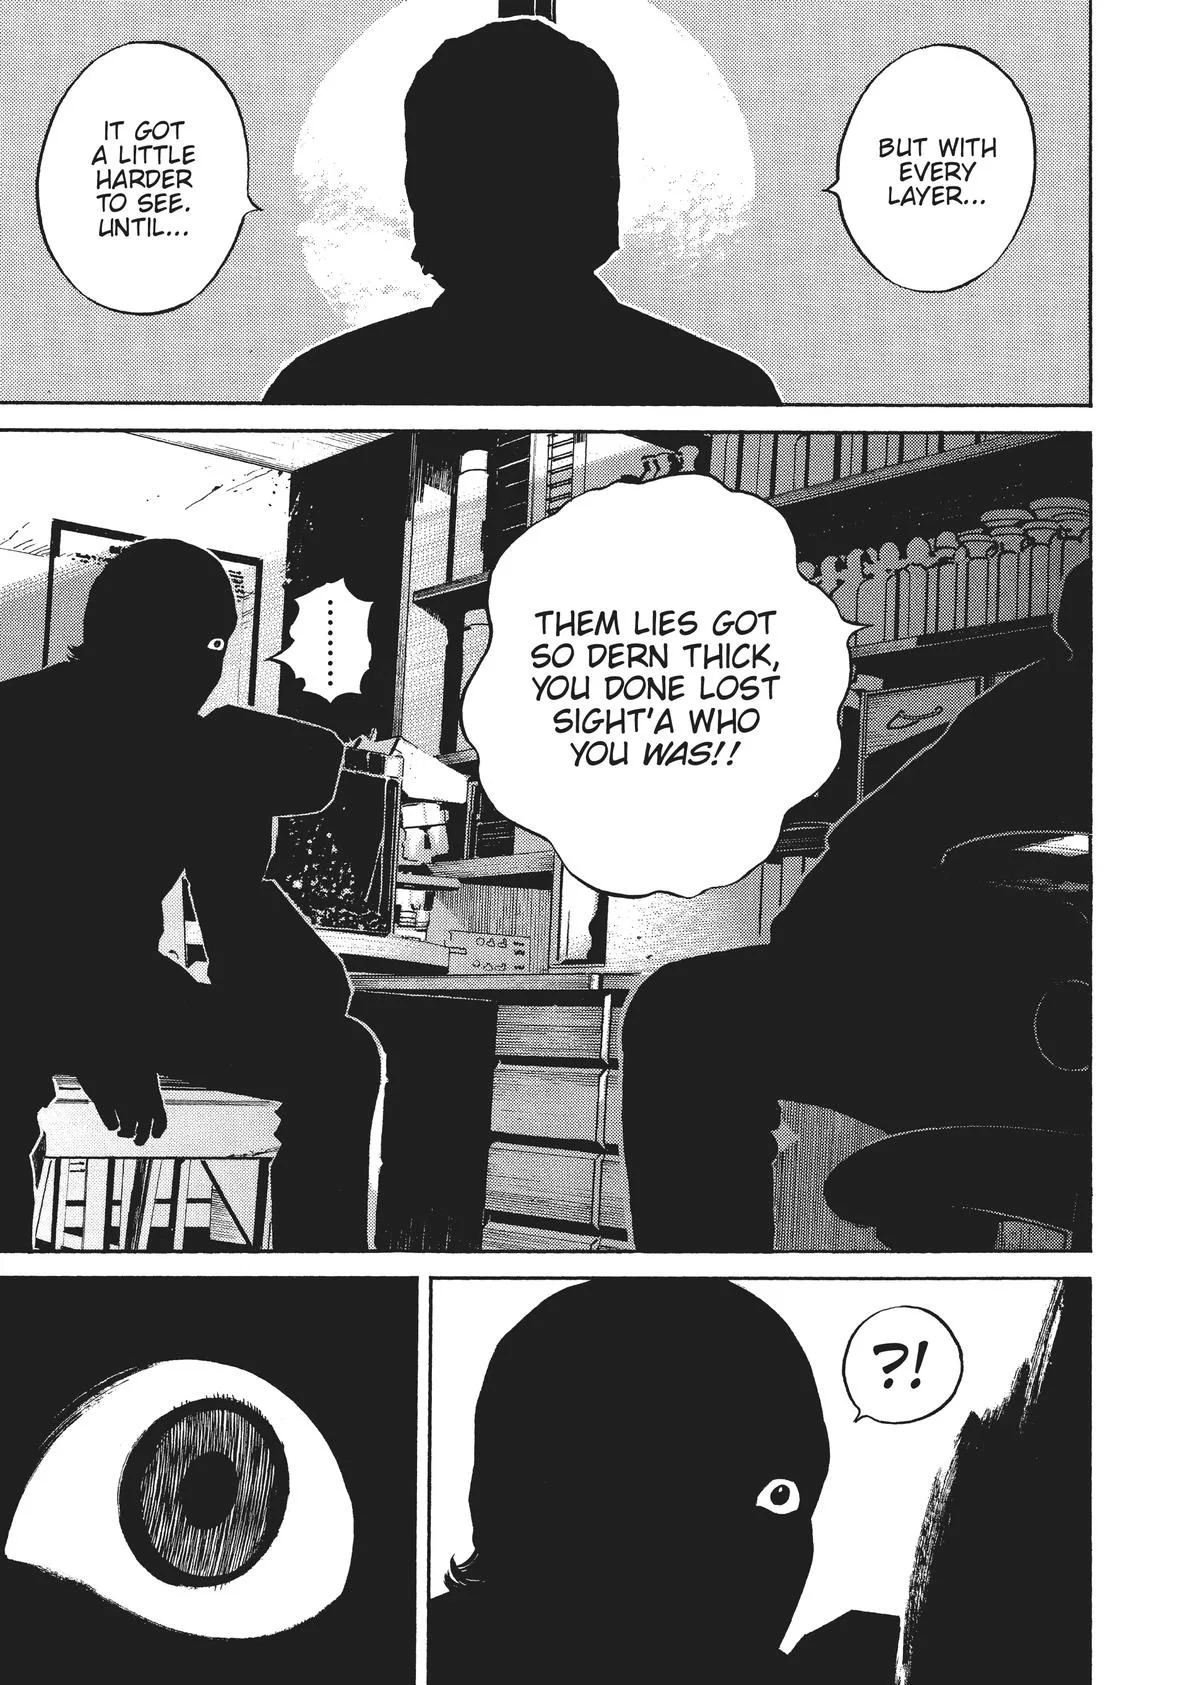 BUT WITH
EVERY
LAYER...
IT GOT
A LITTLE
HARDER
TO SEE.
UNTIL...
THEM LIES GOT
SO DERN THICK,
YOU DONE LOST
SIGHT'A WHO
YOU WAS!!
.........
?!